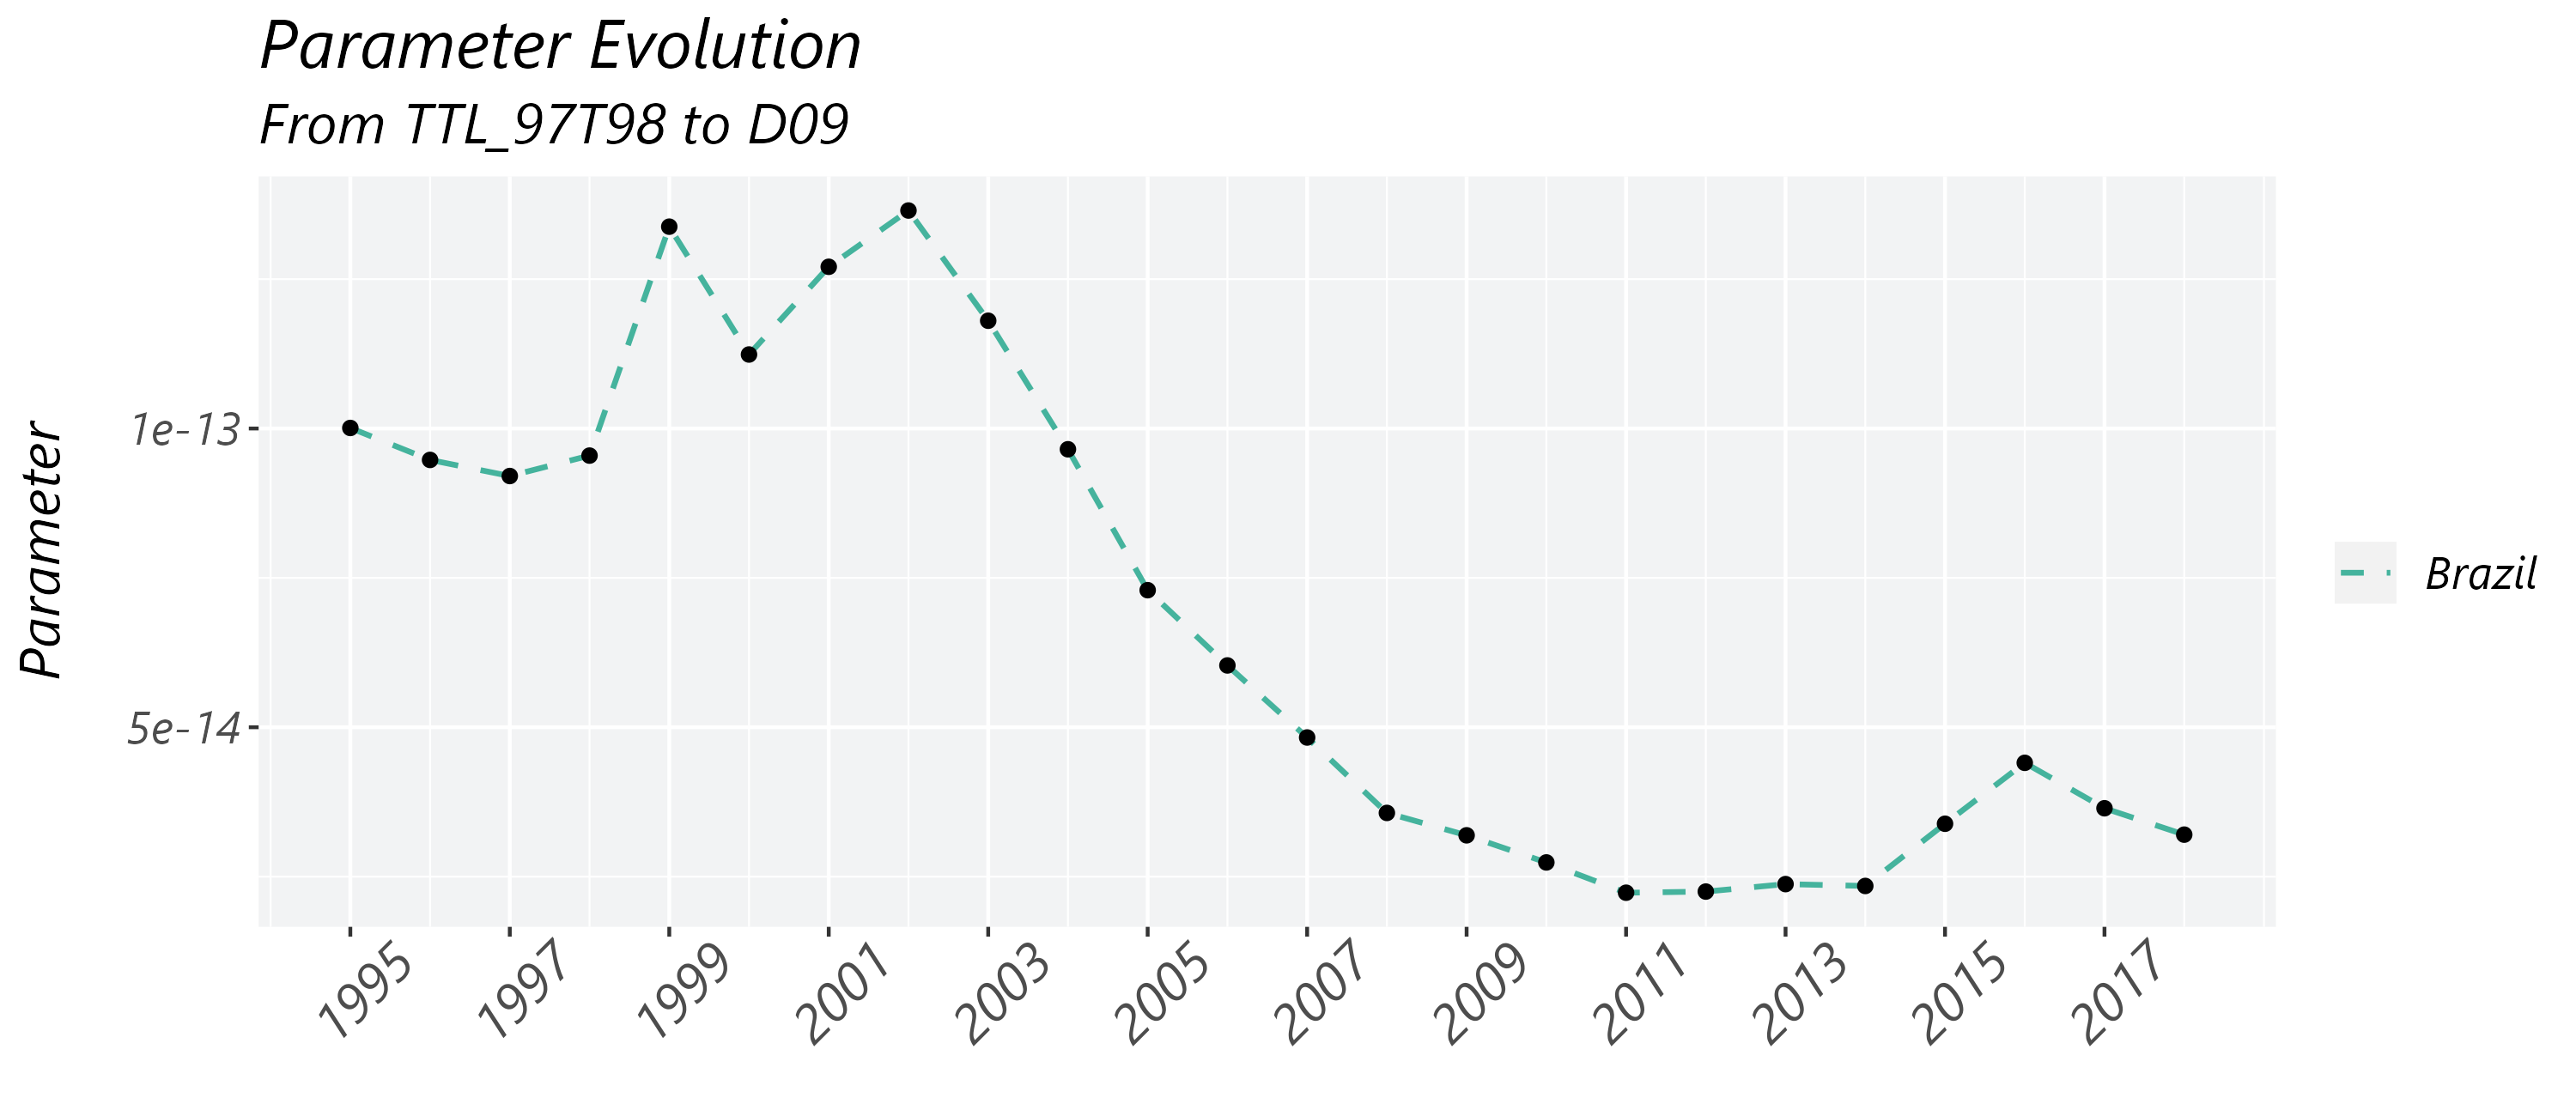 Parameter Evolution
From TTL_97T98 to D09
Parameter
1e-13
5e-14
1995
1997
1999
2001
2003
2005
2007
2009
2011
2013
2015
2017
Brazil